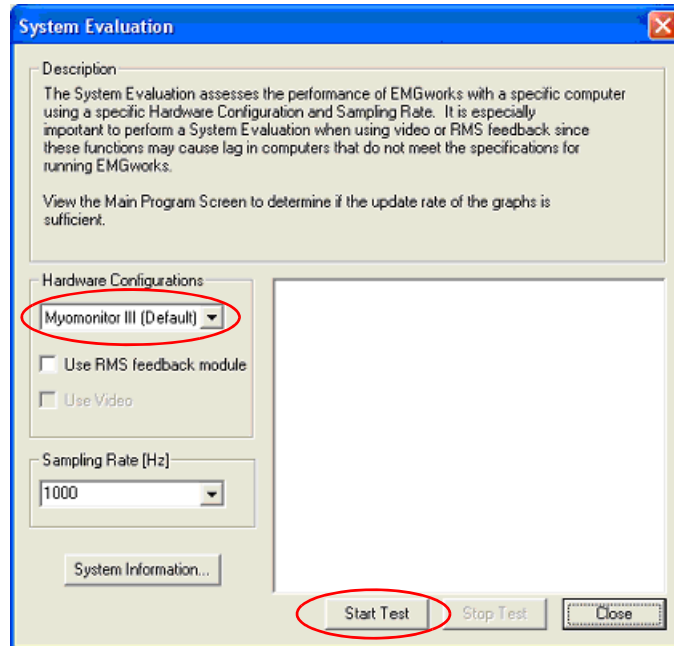 System Evaluation
Description
The System Evaluation assesses the performance of EMGworks with a specific computer
using a specific Hardware Configuration and Sampling Rate. It is especially
important to perform a System Evaluation when using video or RMS feedback since
these functions may cause lag in computers that do not meet the specifications for
running EMGworks.
View the Main Program Screen to determine if the update rate of the graphs is
sufficient.
Hardware Configurations
Myomonitor III (Default)
Use RMS feedback module
Use Video
Sampling Rate [Hz]
1000
System Information...
Start Test
Stop Test
Close